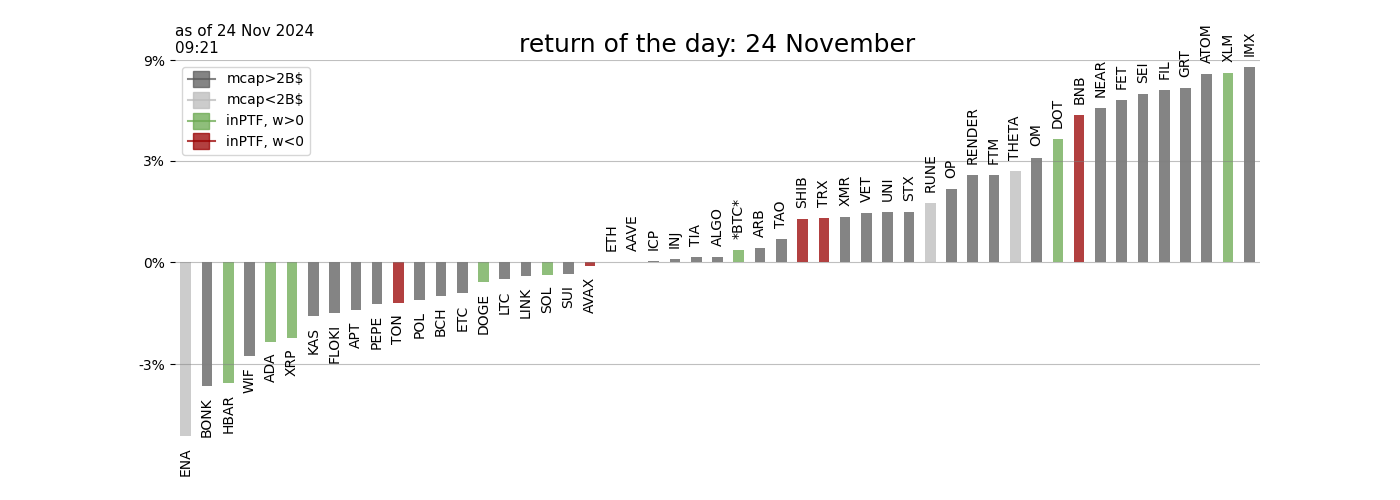 as of 24 Nov 2024
09:21
return of the day: 24 November
9%
3%
0%
-3%
mcap>2B$
mcap<2B$
inPTF, w>0
inPTF, w<0
ENA
BONK
HBAR
WIF
ADA
XRP
KAS
FLOKI
APT
PEPE
TON
POL
BCH
ETC
DOGE
LTC
LINK
SOL
SUI
AVAX
ETH
AAVE
ICP
INJ
TIA
ALGO
*BTC*
ARB
TAO
SHIB
TRX
XMR
VET
UNI
STX
RUNE
OP
RENDER
FTM
THETA
OM
DOT
BNB
NEAR
FET
SEI
FIL
GRT
ATOM
XLM
IMX